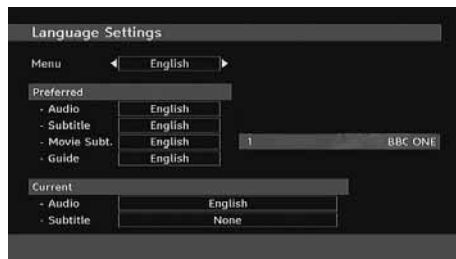 Language Settings
Menu English
Preferred
- Audio English
- Subtitle English
- Movie Subt. English
1 BBC ONE
- Guide English
Current
- Audio English
- Subtitle None